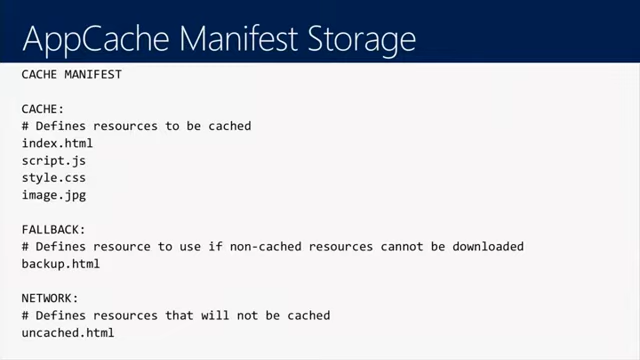 AppCache Manifest Storage
CACHE MANIFEST
CACHE:
# Defines resources to be cached
index.html
script.js
style.css
image.jpg
FALLBACK:
# Defines resource to use if non-cached resources cannot be downloaded
backup.html
NETWORK:
# Defines resources that will not be cached
uncached.html